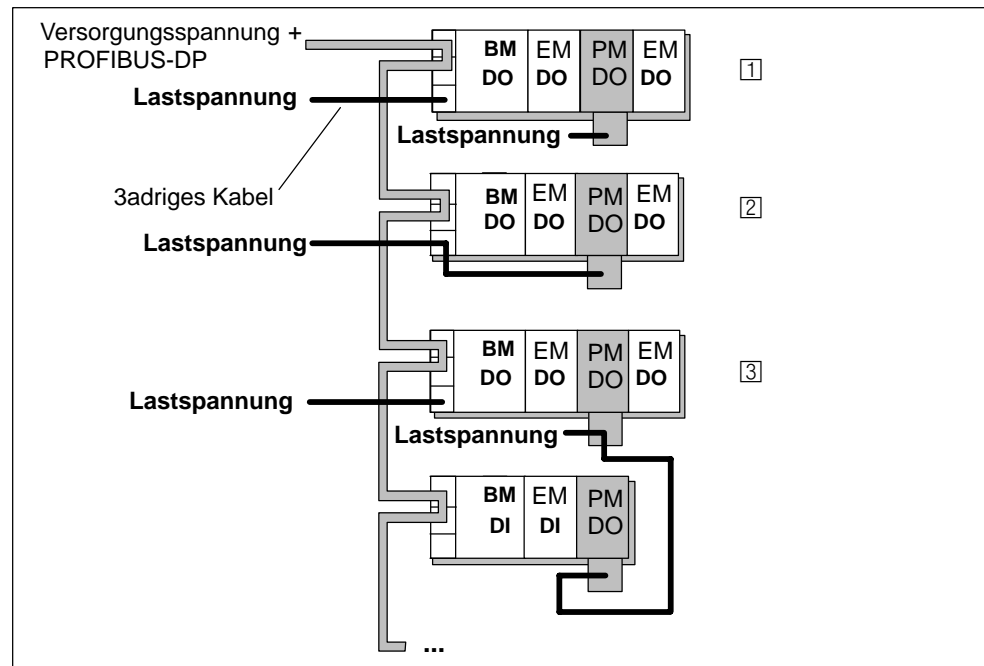 Versorgungsspannung +
PROFIBUS-DP
BM EM PM EM
DO DO DO DO
1
Lastspannung
Lastspannung
3adriges Kabel
BM EM PM EM
DO DO DO DO
2
Lastspannung
BM EM PM EM
DO DO DO DO
3
Lastspannung
Lastspannung
BM EM PM
DI DI DO
...